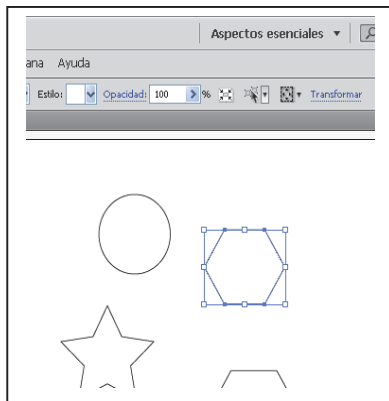 Aspectos esenciales
ana Ayuda
Estilo: Opacidad: 100 % Transformar